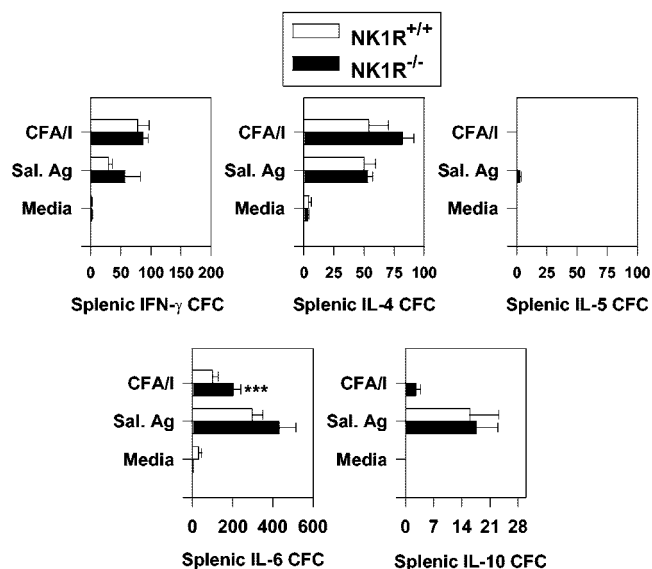 NK1R+/+
NK1R-/-
CFA/I
Sal. Ag
Media
0 50 100 150 200
Splenic IFN-γ CFC
CFA/I
Sal. Ag
Media
0 25 50 75 100
Splenic IL-4 CFC
CFA/I
Sal. Ag
Media
0 25 50 75 100
Splenic IL-5 CFC
CFA/I
***
Sal. Ag
Media
0 200 400 600
Splenic IL-6 CFC
CFA/I
Sal. Ag
Media
0 7 14 21 28
Splenic IL-10 CFC